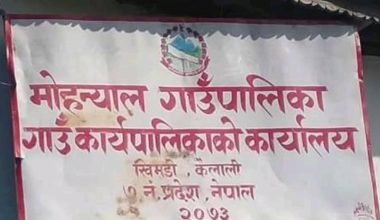 मोहन्याल गाउँपालिका
गाउँ कार्यपालिकाको कार्यालय
खिमडी, कैलाली
७ नं. प्रदेश, नेपाल
२०७३